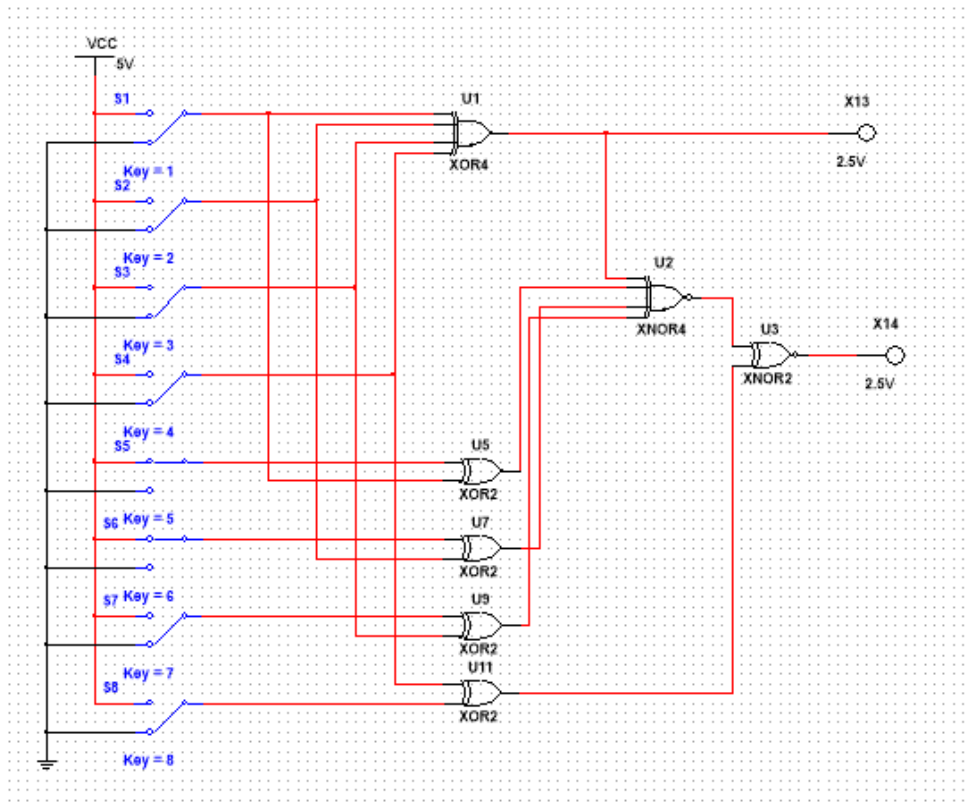 VCC
5V
S1
Key = 1
S2
Key = 2
S3
Key = 3
S4
Key = 4
S5
Key = 5
S6
Key = 6
S7
Key = 7
S8
Key = 8
U1
XOR4
X13
2.5V
U2
XNOR4
U3
XNOR2
X14
2.5V
U5
XOR2
U7
XOR2
U9
XOR2
U11
XOR2